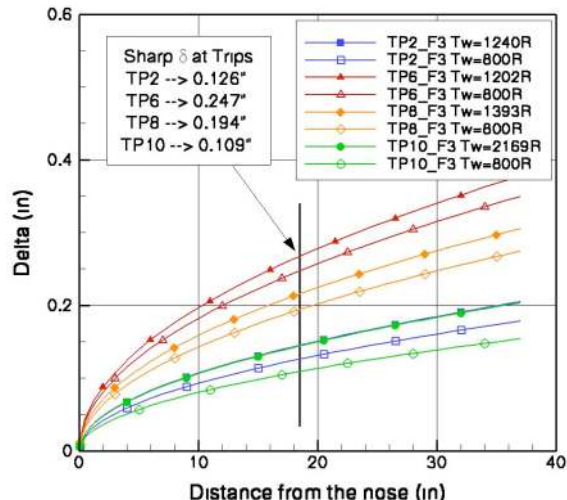 0.6
Sharp δ at Trips
TP2 --> 0.126"
TP6 --> 0.247"
TP8 --> 0.194"
TP10 --> 0.109"
TP2_F3 Tw=1240R
TP2_F3 Tw=800R
TP6_F3 Tw=1202R
TP6_F3 Tw=800R
TP8_F3 Tw=1393R
TP8_F3 Tw=800R
TP10_F3 Tw=2169R
TP10_F3 Tw=800R
0.4
Delta (in)
0.2
0
0 10 20 30 40
Distance from the nose (in)